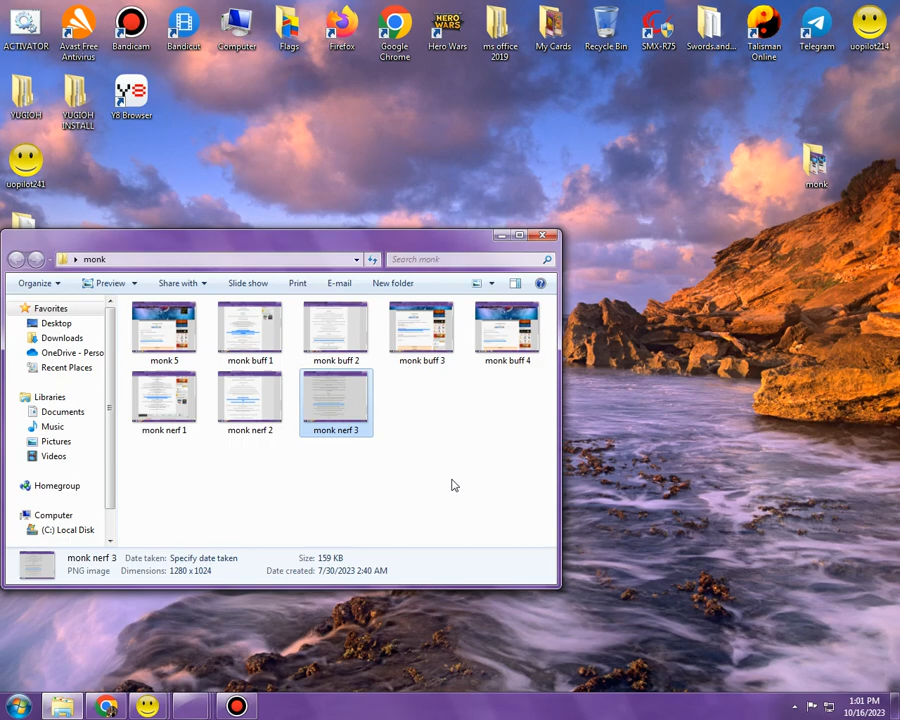 ACTIVATOR
Avast Free
Antivirus
Bandicam
Bandicut
Computer
Flags
Firefox
Google
Chrome
Hero Wars
ms office
2019
My Cards
Recycle Bin
SMX-R75
Swords.and...
Talisman
Online
Telegram
uopilot214
YUGIOH
YUGIOH
INSTALL
Y8 Browser
uopilot241
monk
monk
Search monk
Organize
Preview
Share with
Slide show
Print
E-mail
New folder
Favorites
Desktop
Downloads
OneDrive - Perso
Recent Places
Libraries
Documents
Music
Pictures
Videos
Homegroup
Computer
(C:) Local Disk
monk 5
monk buff 1
monk buff 2
monk buff 3
monk buff 4
monk nerf 1
monk nerf 2
monk nerf 3
monk nerf 3
Date taken: Specify date taken
Size: 159 KB
PNG image
Dimensions: 1280 x 1024
Date created: 7/30/2023 2:40 AM
1:01 PM
10/16/2023